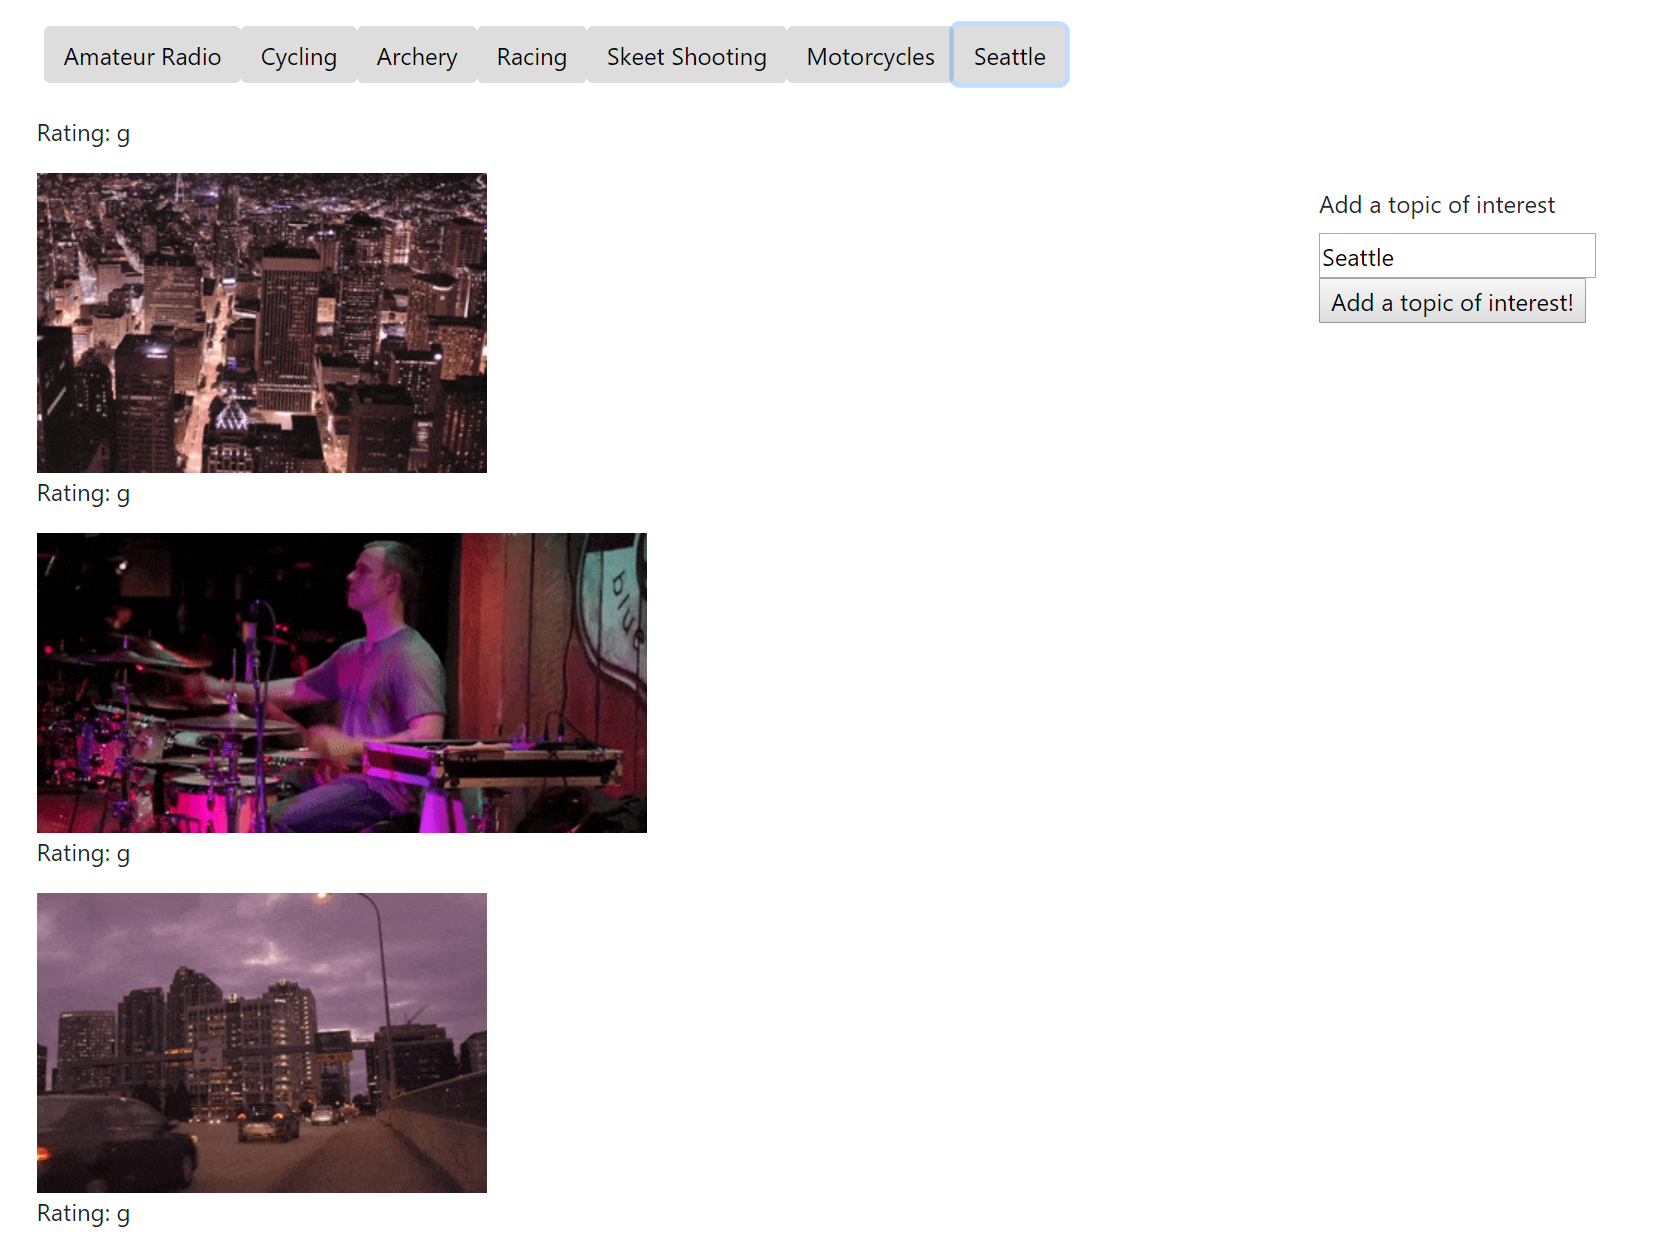 Amateur Radio Cycling Archery Racing Skeet Shooting Motorcycles Seattle
Rating: g
Add a topic of interest
Seattle
Add a topic of interest!
Rating: g
blue
Rating: g
Rating: g